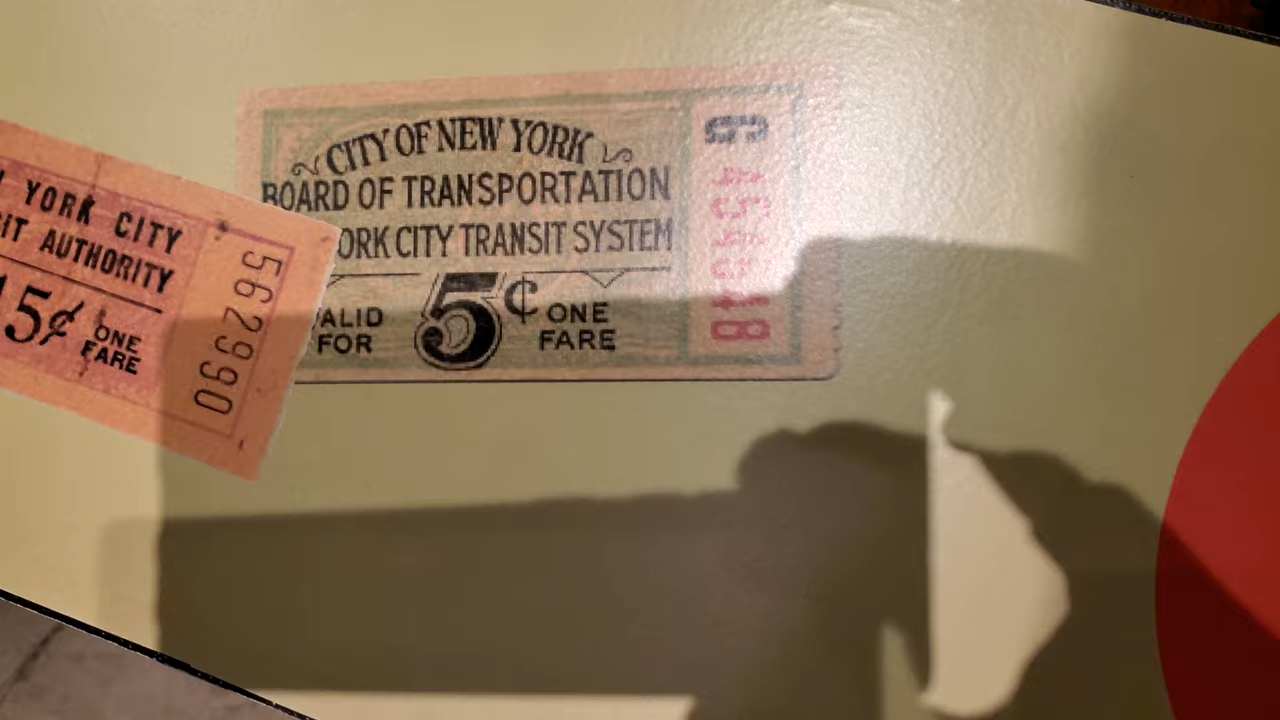 CITY OF NEW YORK
BOARD OF TRANSPORTATION
ORK CITY TRANSIT SYSTEM
ALID FOR
5¢
ONE FARE
G 454648
YORK CITY
IT AUTHORITY
15¢
ONE FARE
562990